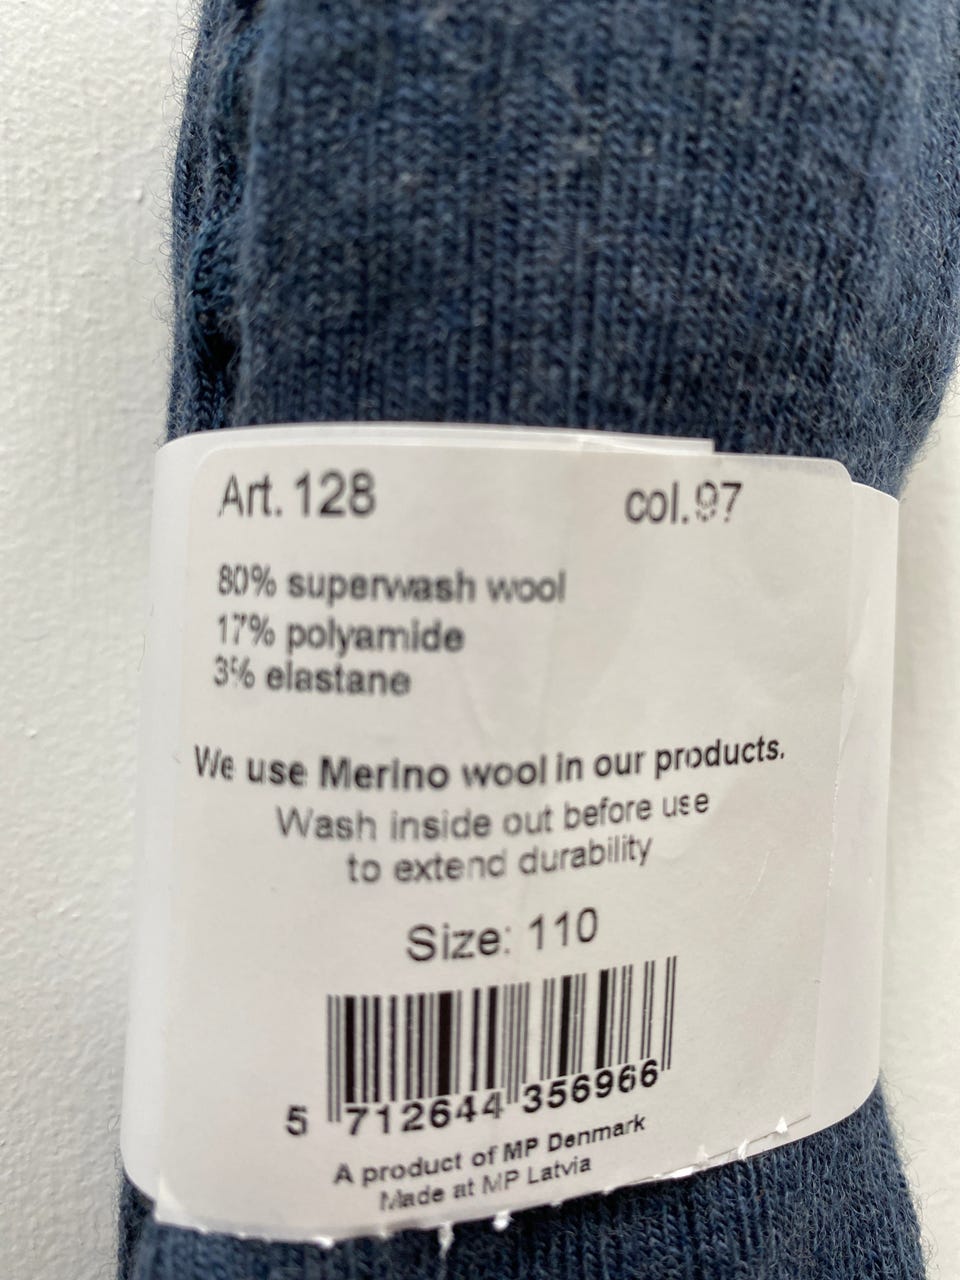 Art. 128 col.97
80% superwash wool
17% polyamide
3% elastane
We use Merino wool in our products.
Wash inside out before use
to extend durability
Size: 110
5 712644 356966
A product of MP Denmark
Made at MP Latvia